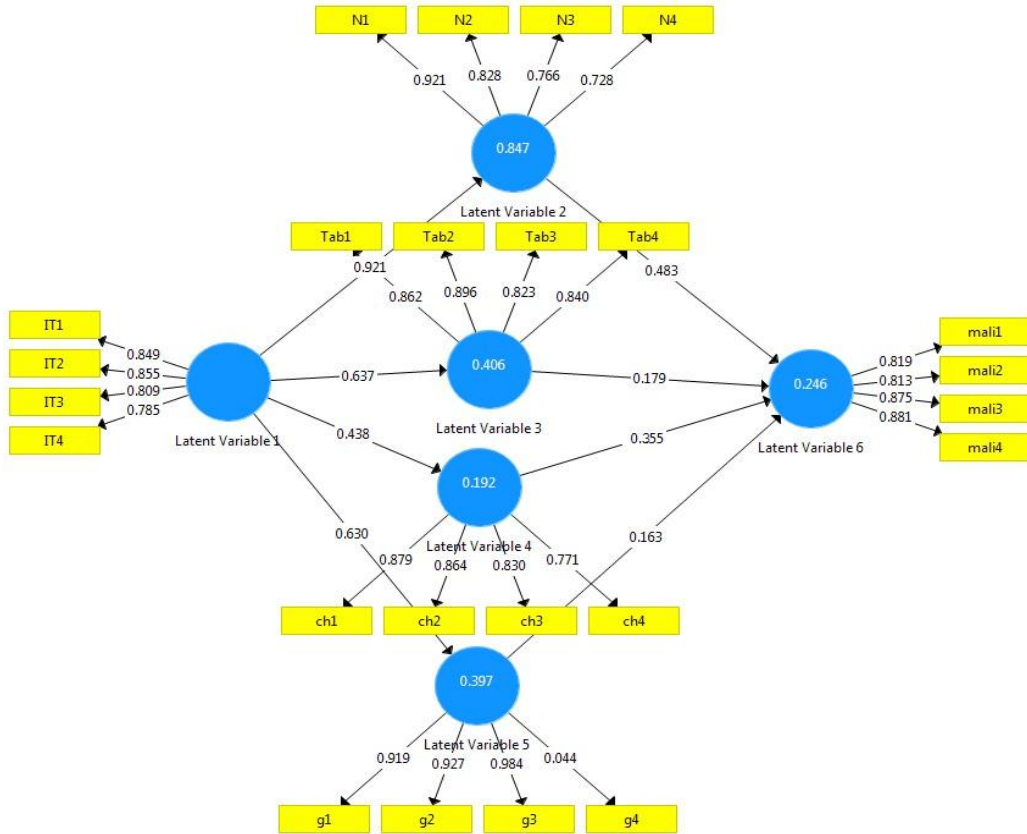 N1 N2 N3 N4
0.921 0.828 0.766 0.728
0.847
Latent Variable 2
Tab1 Tab2 Tab3 Tab4
0.921 0.483
0.862 0.896 0.823 0.840
IT1
IT2
IT3
IT4
0.849
0.855
0.809
0.785
Latent Variable 1
0.637
0.406
0.179
Latent Variable 3
0.438
0.192
0.355
Latent Variable 4
0.246
Latent Variable 6
0.819
0.813
0.875
0.881
mali1
mali2
mali3
mali4
0.630 0.163
0.879 0.864 0.830 0.771
ch1 ch2 ch3 ch4
0.397
Latent Variable 5
0.919 0.927 0.984 0.044
g1 g2 g3 g4